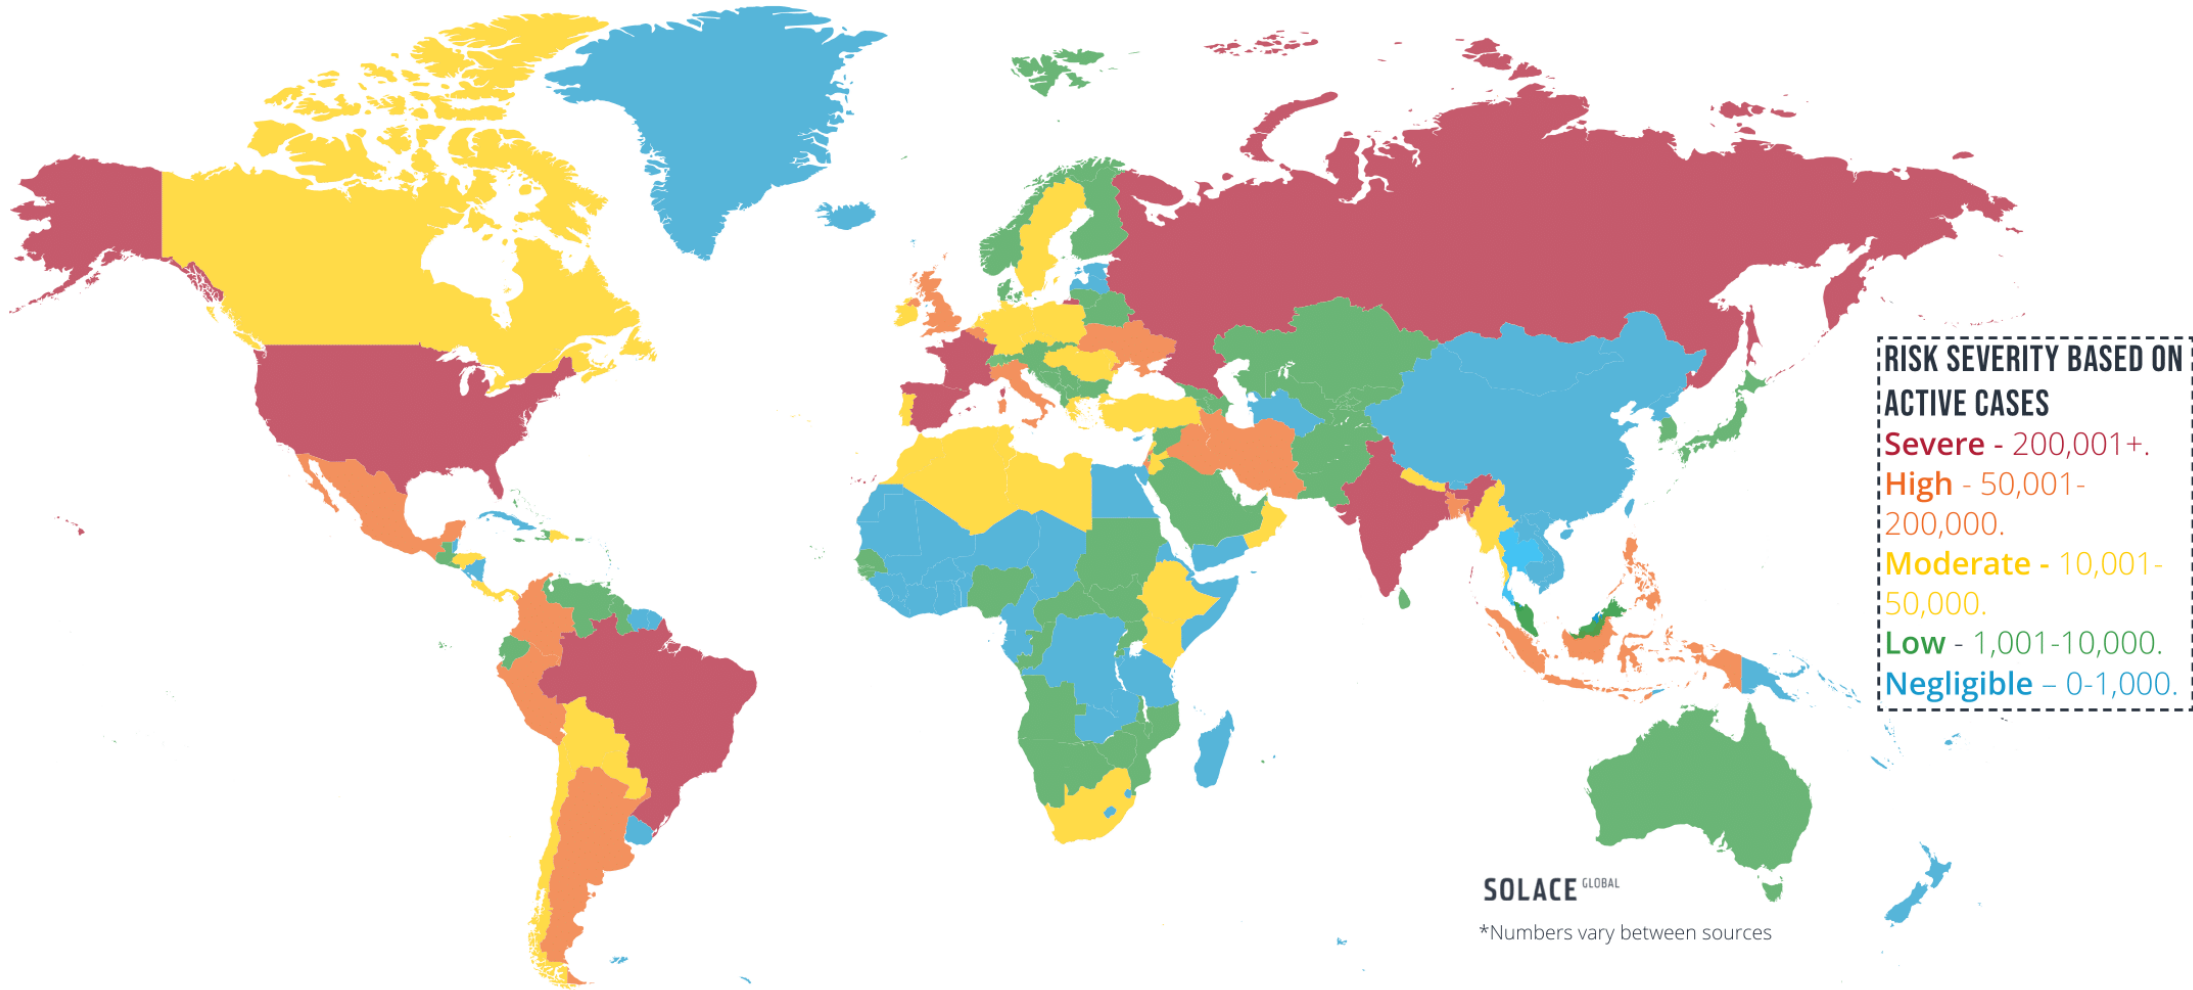 RISK SEVERITY BASED ON
ACTIVE CASES
Severe - 200,001+.
High - 50,001-
200,000.
Moderate - 10,001-
50,000.
Low - 1,001-10,000.
Negligible – 0-1,000.
SOLACE GLOBAL
*Numbers vary between sources